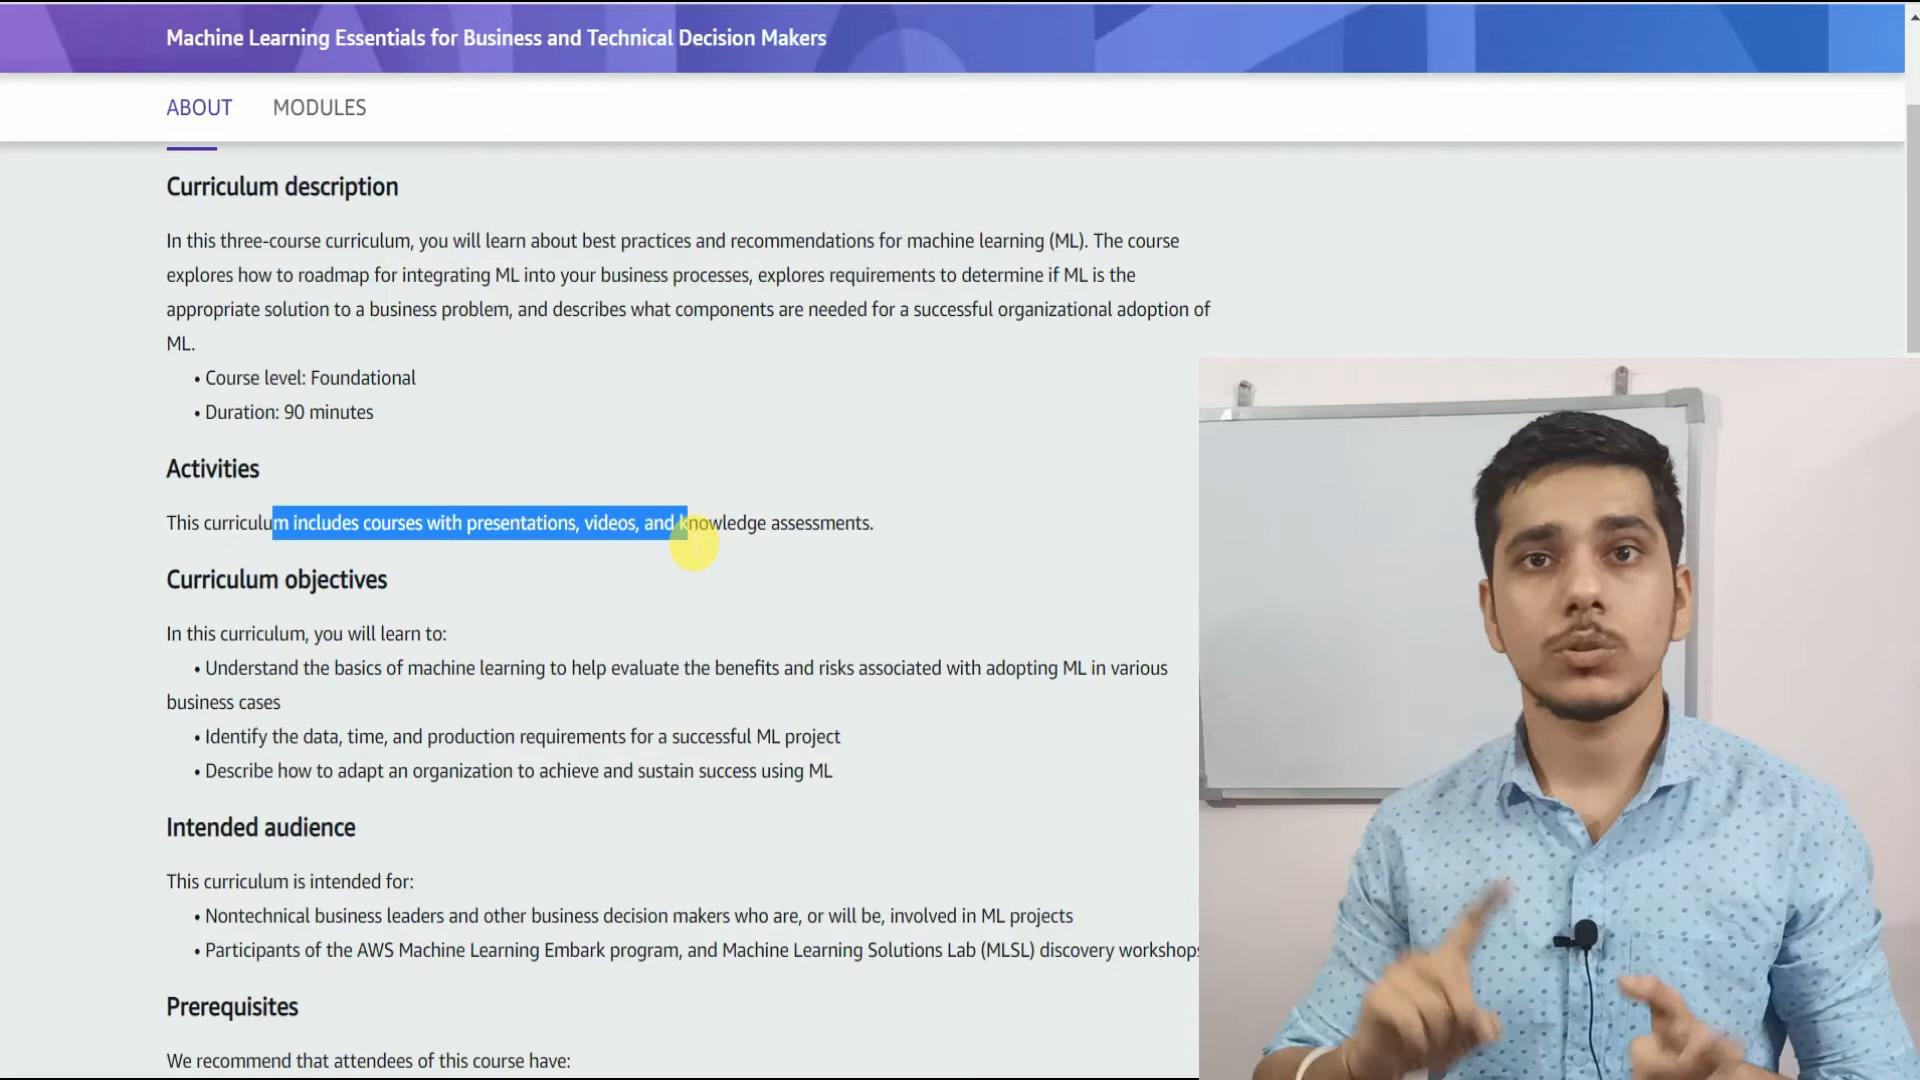 Machine Learning Essentials for Business and Technical Decision Makers
ABOUT MODULES
Curriculum description
In this three-course curriculum, you will learn about best practices and recommendations for machine learning (ML). The course
explores how to roadmap for integrating ML into your business processes, explores requirements to determine if ML is the
appropriate solution to a business problem, and describes what components are needed for a successful organizational adoption of
ML.
• Course level: Foundational
• Duration: 90 minutes
Activities
This curriculum includes courses with presentations, videos, and knowledge assessments.
Curriculum objectives
In this curriculum, you will learn to:
• Understand the basics of machine learning to help evaluate the benefits and risks associated with adopting ML in various
business cases
• Identify the data, time, and production requirements for a successful ML project
• Describe how to adapt an organization to achieve and sustain success using ML
Intended audience
This curriculum is intended for:
• Nontechnical business leaders and other business decision makers who are, or will be, involved in ML projects
• Participants of the AWS Machine Learning Embark program, and Machine Learning Solutions Lab (MLSL) discovery workshops
Prerequisites
We recommend that attendees of this course have: